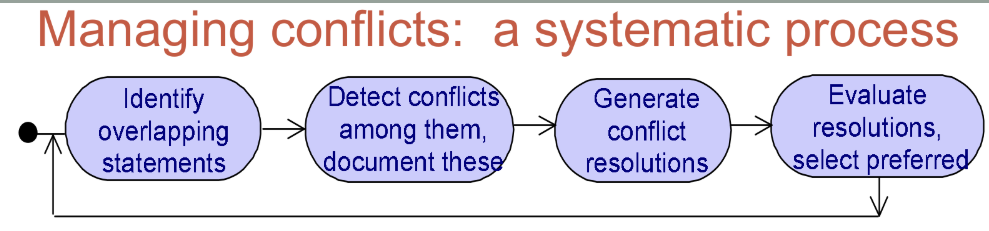 Managing conflicts: a systematic process
Identify
overlapping
statements
Detect conflicts
among them,
document these
Generate
conflict
resolutions
Evaluate
resolutions,
select preferred